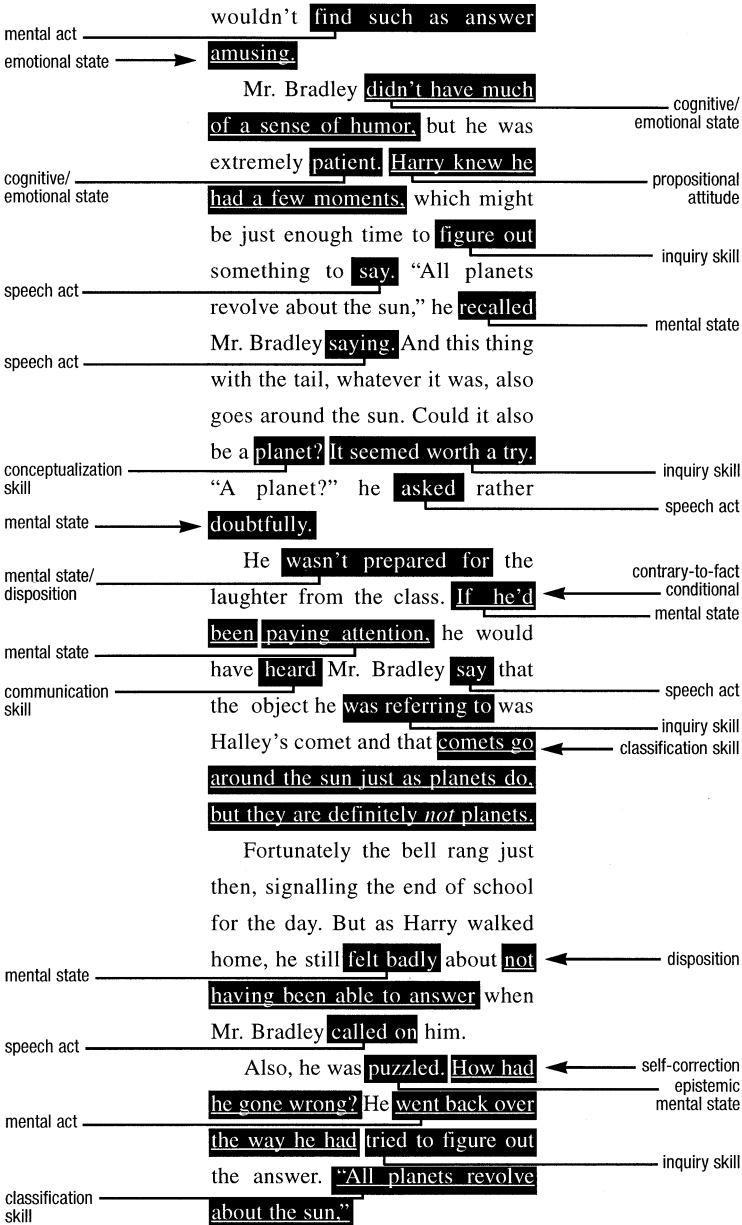 wouldn't find such as answer
mental act
emotional state
amusing.
Mr. Bradley didn't have much
cognitive/
emotional state
of a sense of humor, but he was
extremely patient. Harry knew he
cognitive/
emotional state
propositional
attitude
had a few moments, which might
be just enough time to figure out
inquiry skill
something to say. “All planets
speech act
revolve about the sun,” he recalled
mental state
Mr. Bradley saying. And this thing
speech act
with the tail, whatever it was, also
goes around the sun. Could it also
be a planet? It seemed worth a try.
conceptualization
skill
inquiry skill
“A planet?” he asked rather
speech act
mental state
doubtfully.
He wasn't prepared for the
mental state/
disposition
contrary-to-fact
conditional
laughter from the class. If he'd
mental state
been paying attention, he would
mental state
have heard Mr. Bradley say that
communication
skill
speech act
the object he was referring to was
inquiry skill
Halley's comet and that comets go
classification skill
around the sun just as planets do,
but they are definitely not planets.
Fortunately the bell rang just
then, signalling the end of school
for the day. But as Harry walked
home, he still felt badly about not
mental state
disposition
having been able to answer when
Mr. Bradley called on him.
speech act
Also, he was puzzled. How had
self-correction
epistemic
mental state
he gone wrong? He went back over
mental act
the way he had tried to figure out
inquiry skill
the answer. “All planets revolve
classification
skill
about the sun,”